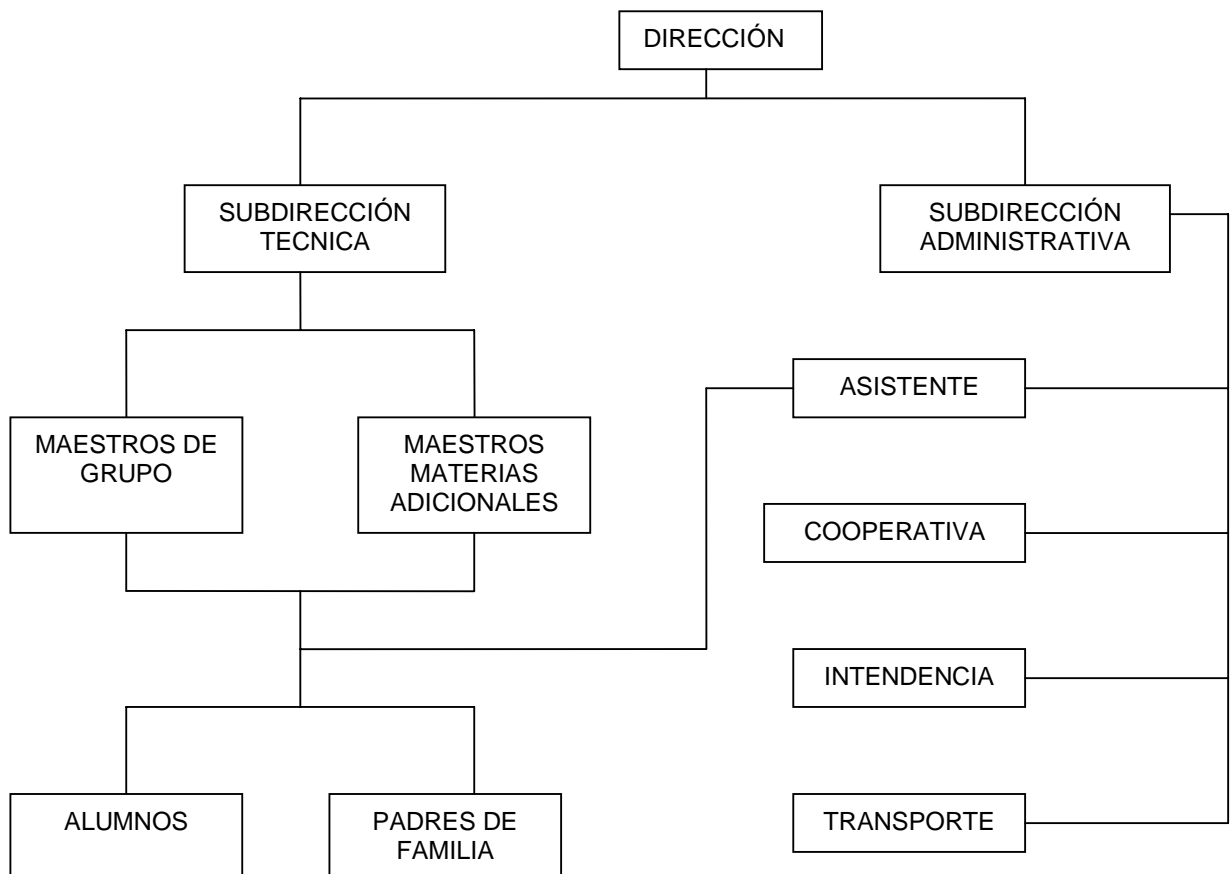 DIRECCIÓN
SUBDIRECCIÓN
TECNICA
SUBDIRECCIÓN
ADMINISTRATIVA
ASISTENTE
MAESTROS DE
GRUPO
MAESTROS
MATERIAS
ADICIONALES
COOPERATIVA
INTENDENCIA
ALUMNOS
PADRES DE
FAMILIA
TRANSPORTE